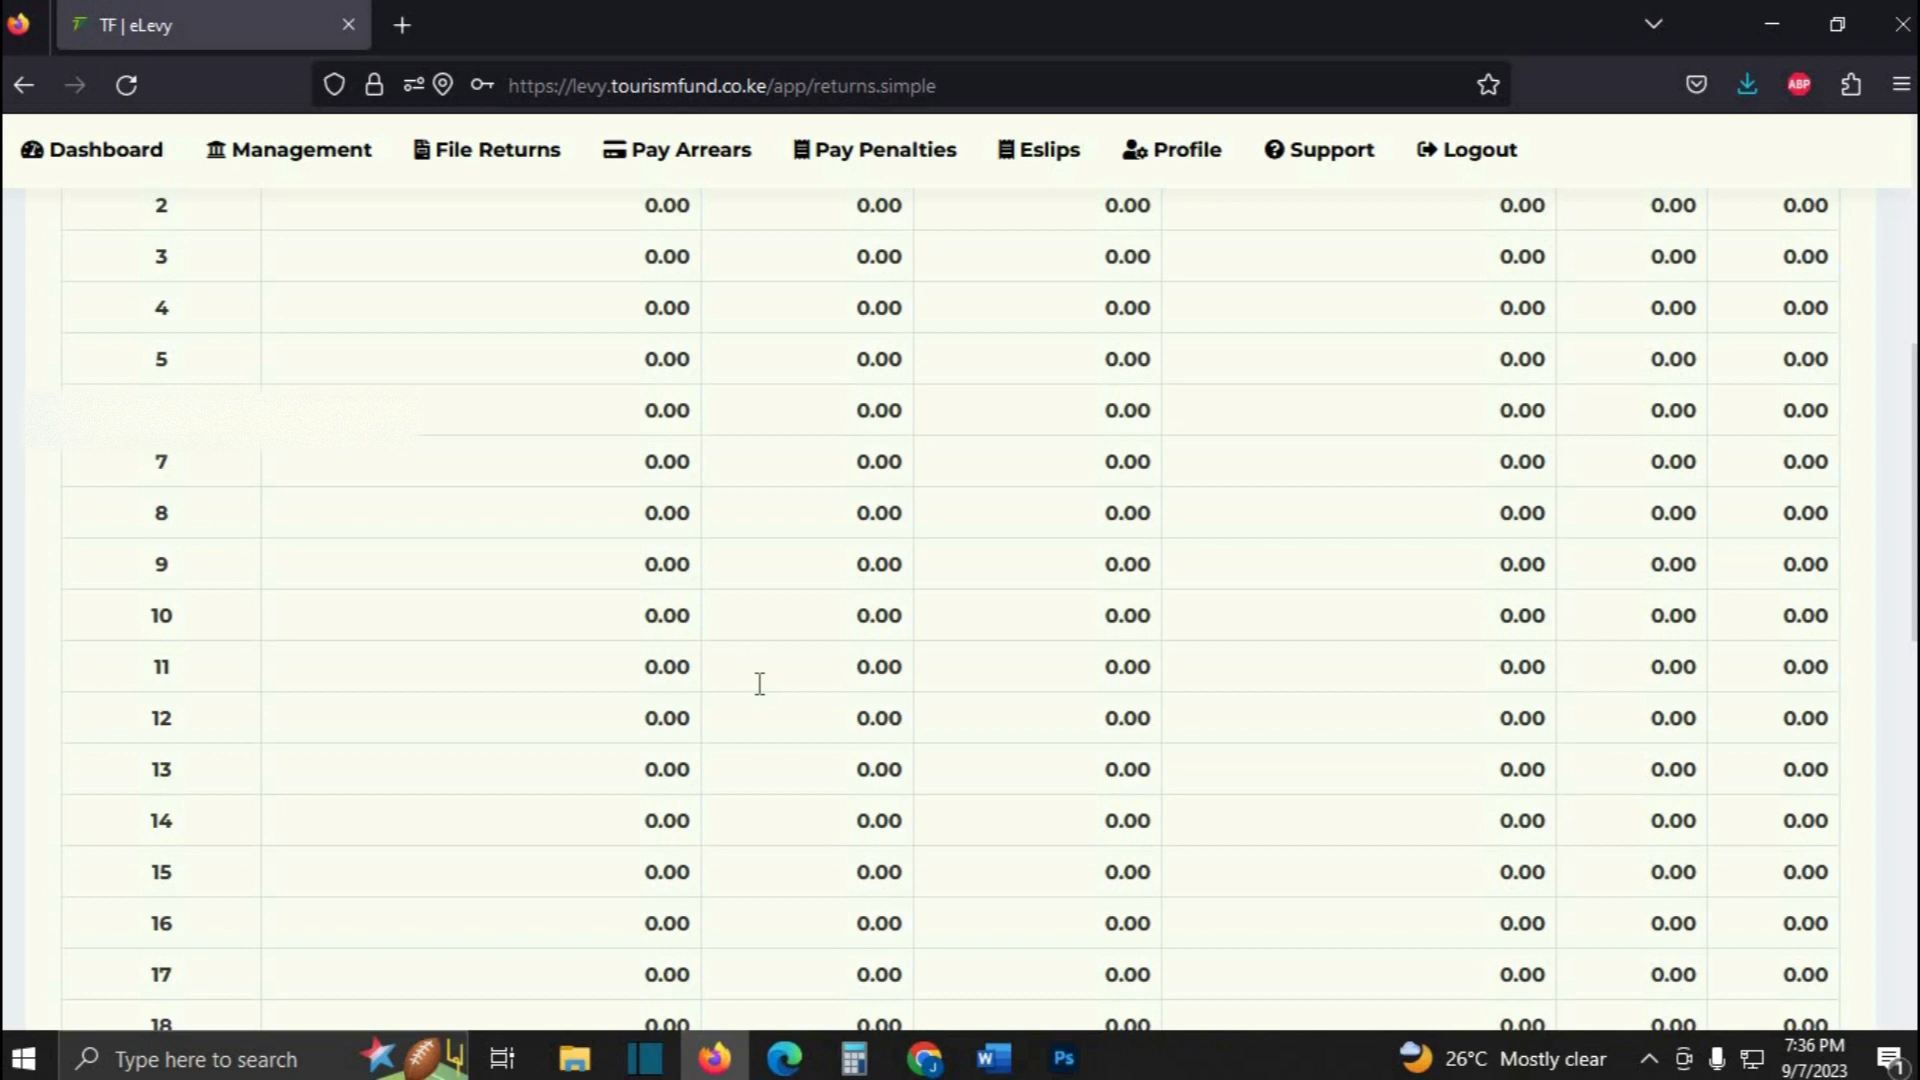 TF | eLevy
https://levy.tourismfund.co.ke/app/returns.simple
ABP
Dashboard Management File Returns Pay Arrears Pay Penalties Eslips Profile Support Logout
2 0.00 0.00 0.00 0.00 0.00 0.00
3 0.00 0.00 0.00 0.00 0.00 0.00
4 0.00 0.00 0.00 0.00 0.00 0.00
5 0.00 0.00 0.00 0.00 0.00 0.00
0.00 0.00 0.00 0.00 0.00 0.00
7 0.00 0.00 0.00 0.00 0.00 0.00
8 0.00 0.00 0.00 0.00 0.00 0.00
9 0.00 0.00 0.00 0.00 0.00 0.00
10 0.00 0.00 0.00 0.00 0.00 0.00
11 0.00 0.00 0.00 0.00 0.00 0.00
12 0.00 0.00 0.00 0.00 0.00 0.00
13 0.00 0.00 0.00 0.00 0.00 0.00
14 0.00 0.00 0.00 0.00 0.00 0.00
15 0.00 0.00 0.00 0.00 0.00 0.00
16 0.00 0.00 0.00 0.00 0.00 0.00
17 0.00 0.00 0.00 0.00 0.00 0.00
18 0.00 0.00 0.00 0.00 0.00 0.00
Type here to search
W
J
Ps
26°C Mostly clear
7:36 PM
9/7/2023
1